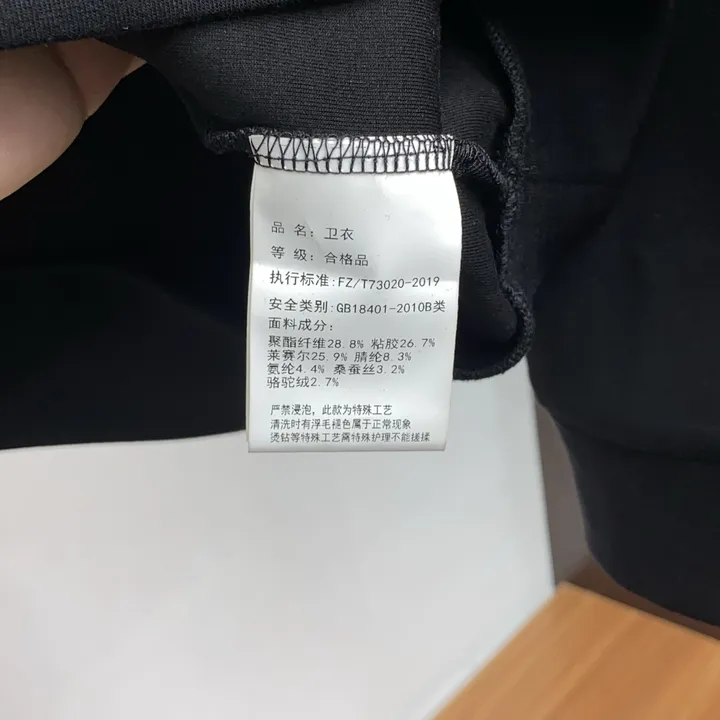 品 名：卫衣
等 级：合格品
执行标准:FZ/T73020-2019
安全类别:GB18401-2010B类
面料成分：
聚酯纤维28.8% 粘胶26.7%
莱赛尔25.9% 腈纶8.3%
氨纶4.4% 桑蚕丝3.2%
骆驼绒2.7%
严禁浸泡，此款为特殊工艺
清洗时有浮毛褪色属于正常现象
烫钻等特殊工艺需特殊护理不能搓揉